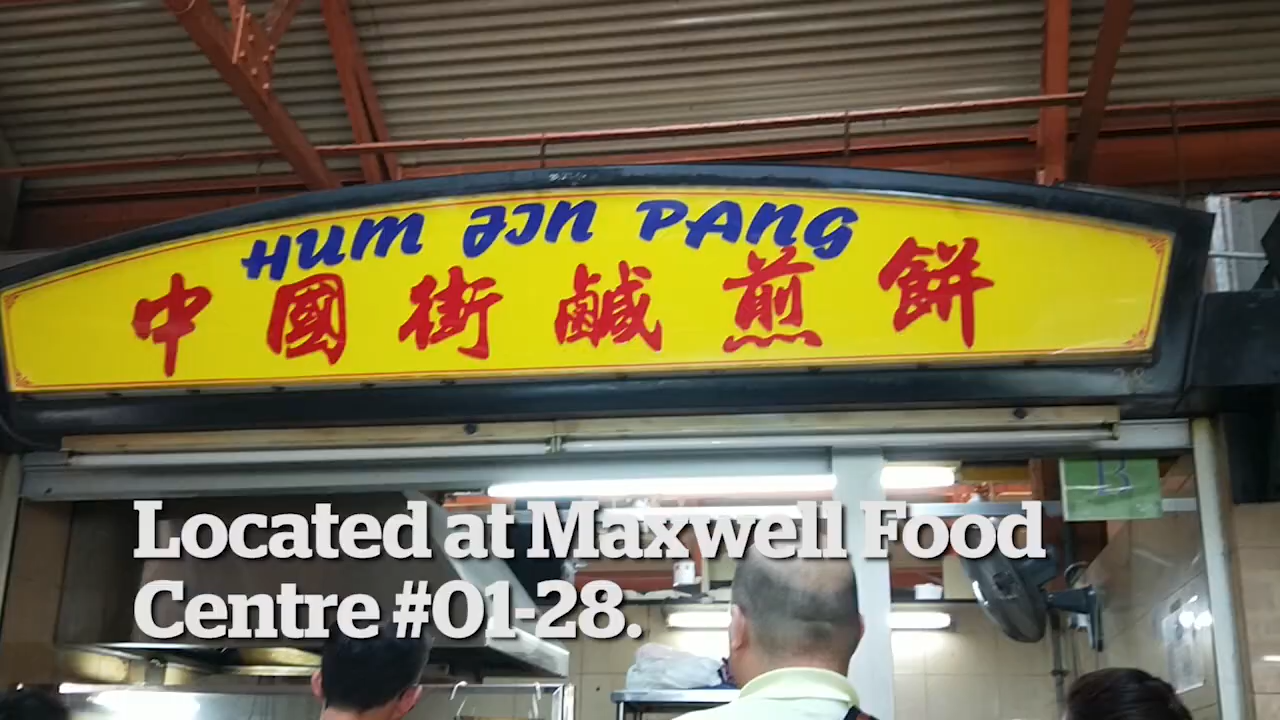 HUM JIN PANG
中國街鹹煎餅
B
Located at Maxwell Food
Centre #01-28.